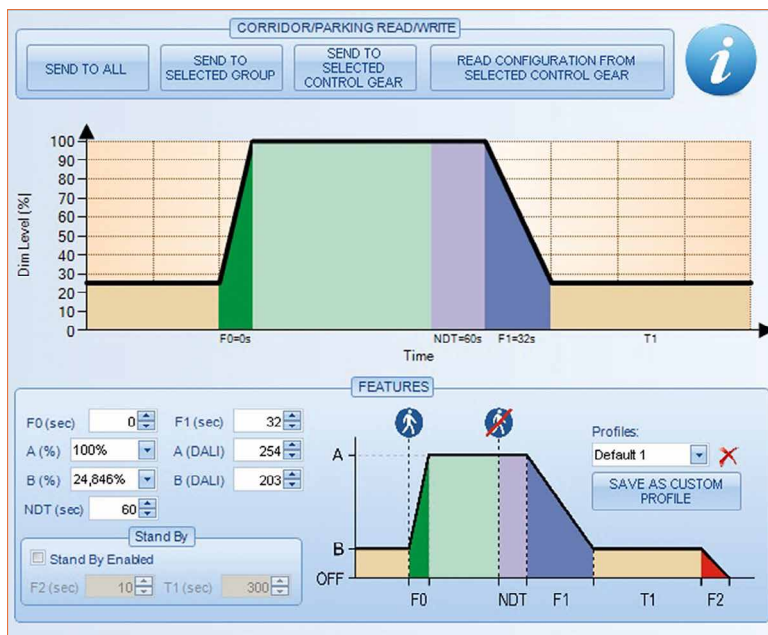 CORRIDOR/PARKING READ/WRITE
SEND TO ALL
SEND TO
SELECTED GROUP
SEND TO
SELECTED
CONTROL GEAR
READ CONFIGURATION FROM
SELECTED CONTROL GEAR
i
Dim Level (%)
100
90
80
70
60
50
40
30
20
10
0
F0=0s
NDT=60s
F1=32s
T1
Time
FEATURES
F0 (sec) 0
F1 (sec) 32
A (%) 100%
A (DALI) 254
B (%) 24,846%
B (DALI) 203
NDT (sec) 60
Stand By
Stand By Enabled
F2 (sec) 10
T1 (sec) 300
A
B
OFF
F0
NDT
F1
T1
F2
Profiles:
Default 1
SAVE AS CUSTOM
PROFILE